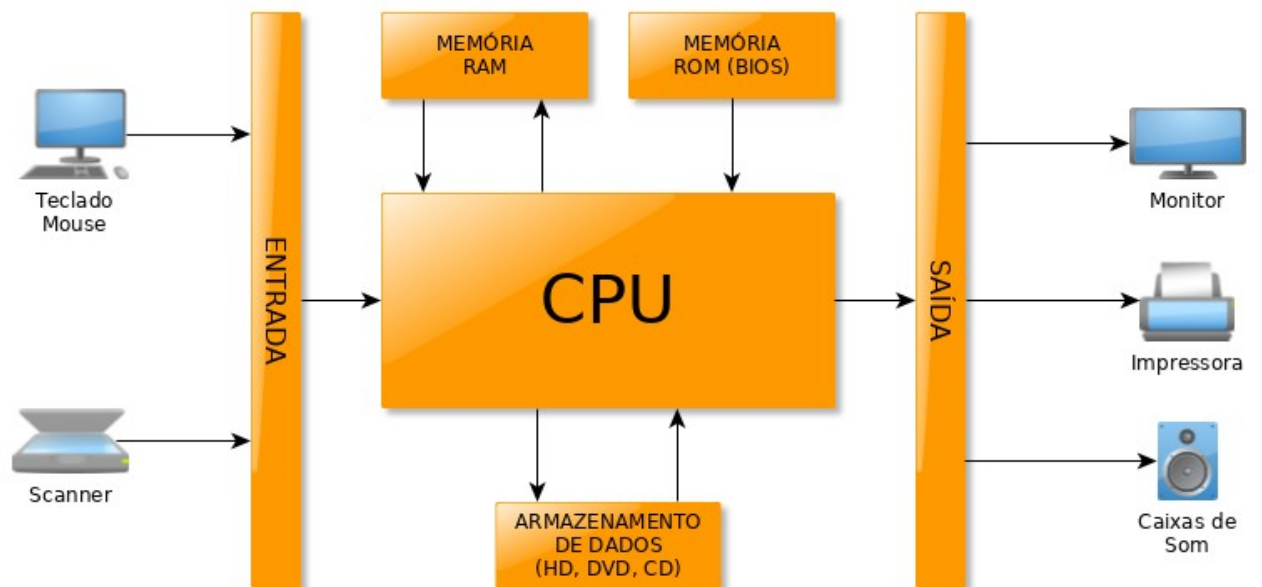 Teclado
Mouse
Scanner
ENTRADA
MEMÓRIA
RAM
MEMÓRIA
ROM (BIOS)
CPU
ARMAZENAMENTO
DE DADOS
(HD, DVD, CD)
SAÍDA
Monitor
Impressora
Caixas de
Som